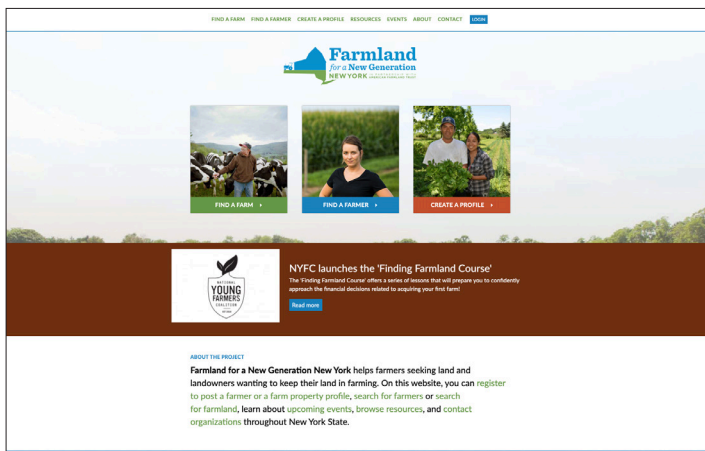 FIND A FARM FIND A FARMER CREATE A PROFILE RESOURCES EVENTS ABOUT CONTACT LOGIN
Farmland
for a New Generation
NEW YORK IN PARTNERSHIP WITH
AMERICAN FARMLAND TRUST
FIND A FARM FIND A FARMER CREATE A PROFILE
NATIONAL
YOUNG
FARMERS
COALITION
NYFC launches the 'Finding Farmland Course'
The 'Finding Farmland Course' offers a series of lessons that will prepare you to confidently
approach the financial decisions related to acquiring your first farm!
Read more
ABOUT THE PROJECT
Farmland for a New Generation New York helps farmers seeking land and
landowners wanting to keep their land in farming. On this website, you can register
to post a farmer or a farm property profile, search for farmers or search
for farmland, learn about upcoming events, browse resources, and contact
organizations throughout New York State.